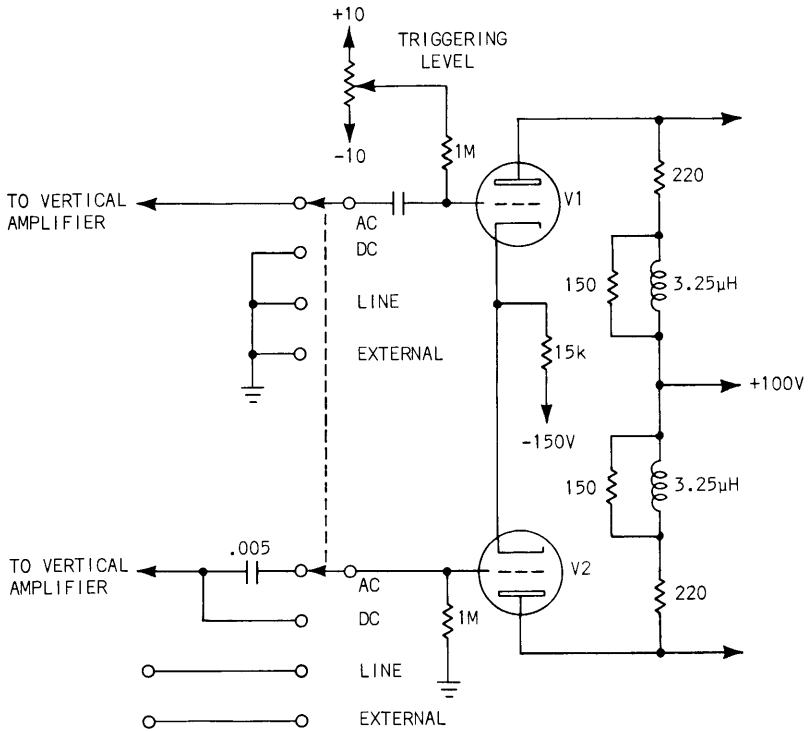 +10
TRIGGERING
LEVEL
-10
1M
220
TO VERTICAL
AMPLIFIER
V1
AC
DC
150
3.25µH
LINE
15k
EXTERNAL
+100V
-150V
150
3.25µH
.005
TO VERTICAL
AMPLIFIER
V2
AC
220
DC
1M
LINE
EXTERNAL